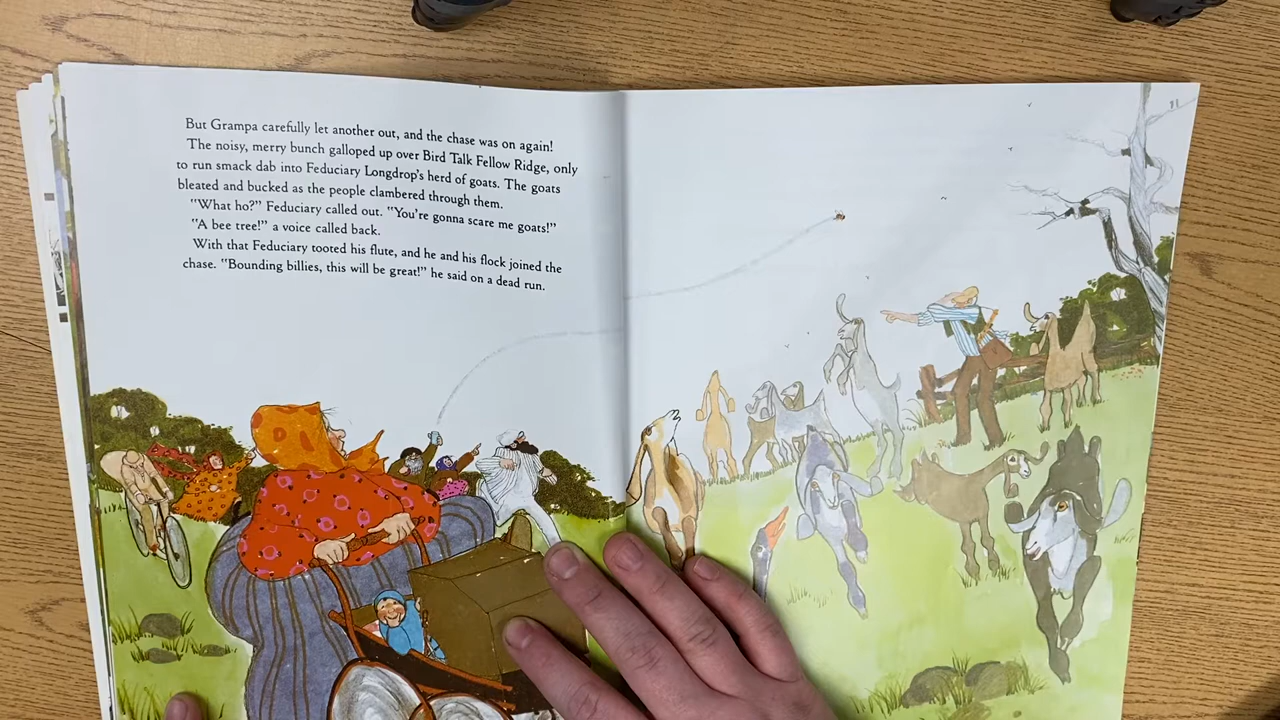 But Grampa carefully let another out, and the chase was on again!
The noisy, merry bunch galloped up over Bird Talk Fellow Ridge, only
to run smack dab into Feduciary Longdrop's herd of goats. The goats
bleated and bucked as the people clambered through them.
"What ho?" Feduciary called out. "You're gonna scare me goats!"
"A bee tree!" a voice called back.
With that Feduciary tooted his flute, and he and his flock joined the
chase. "Bounding billies, this will be great!" he said on a dead run.